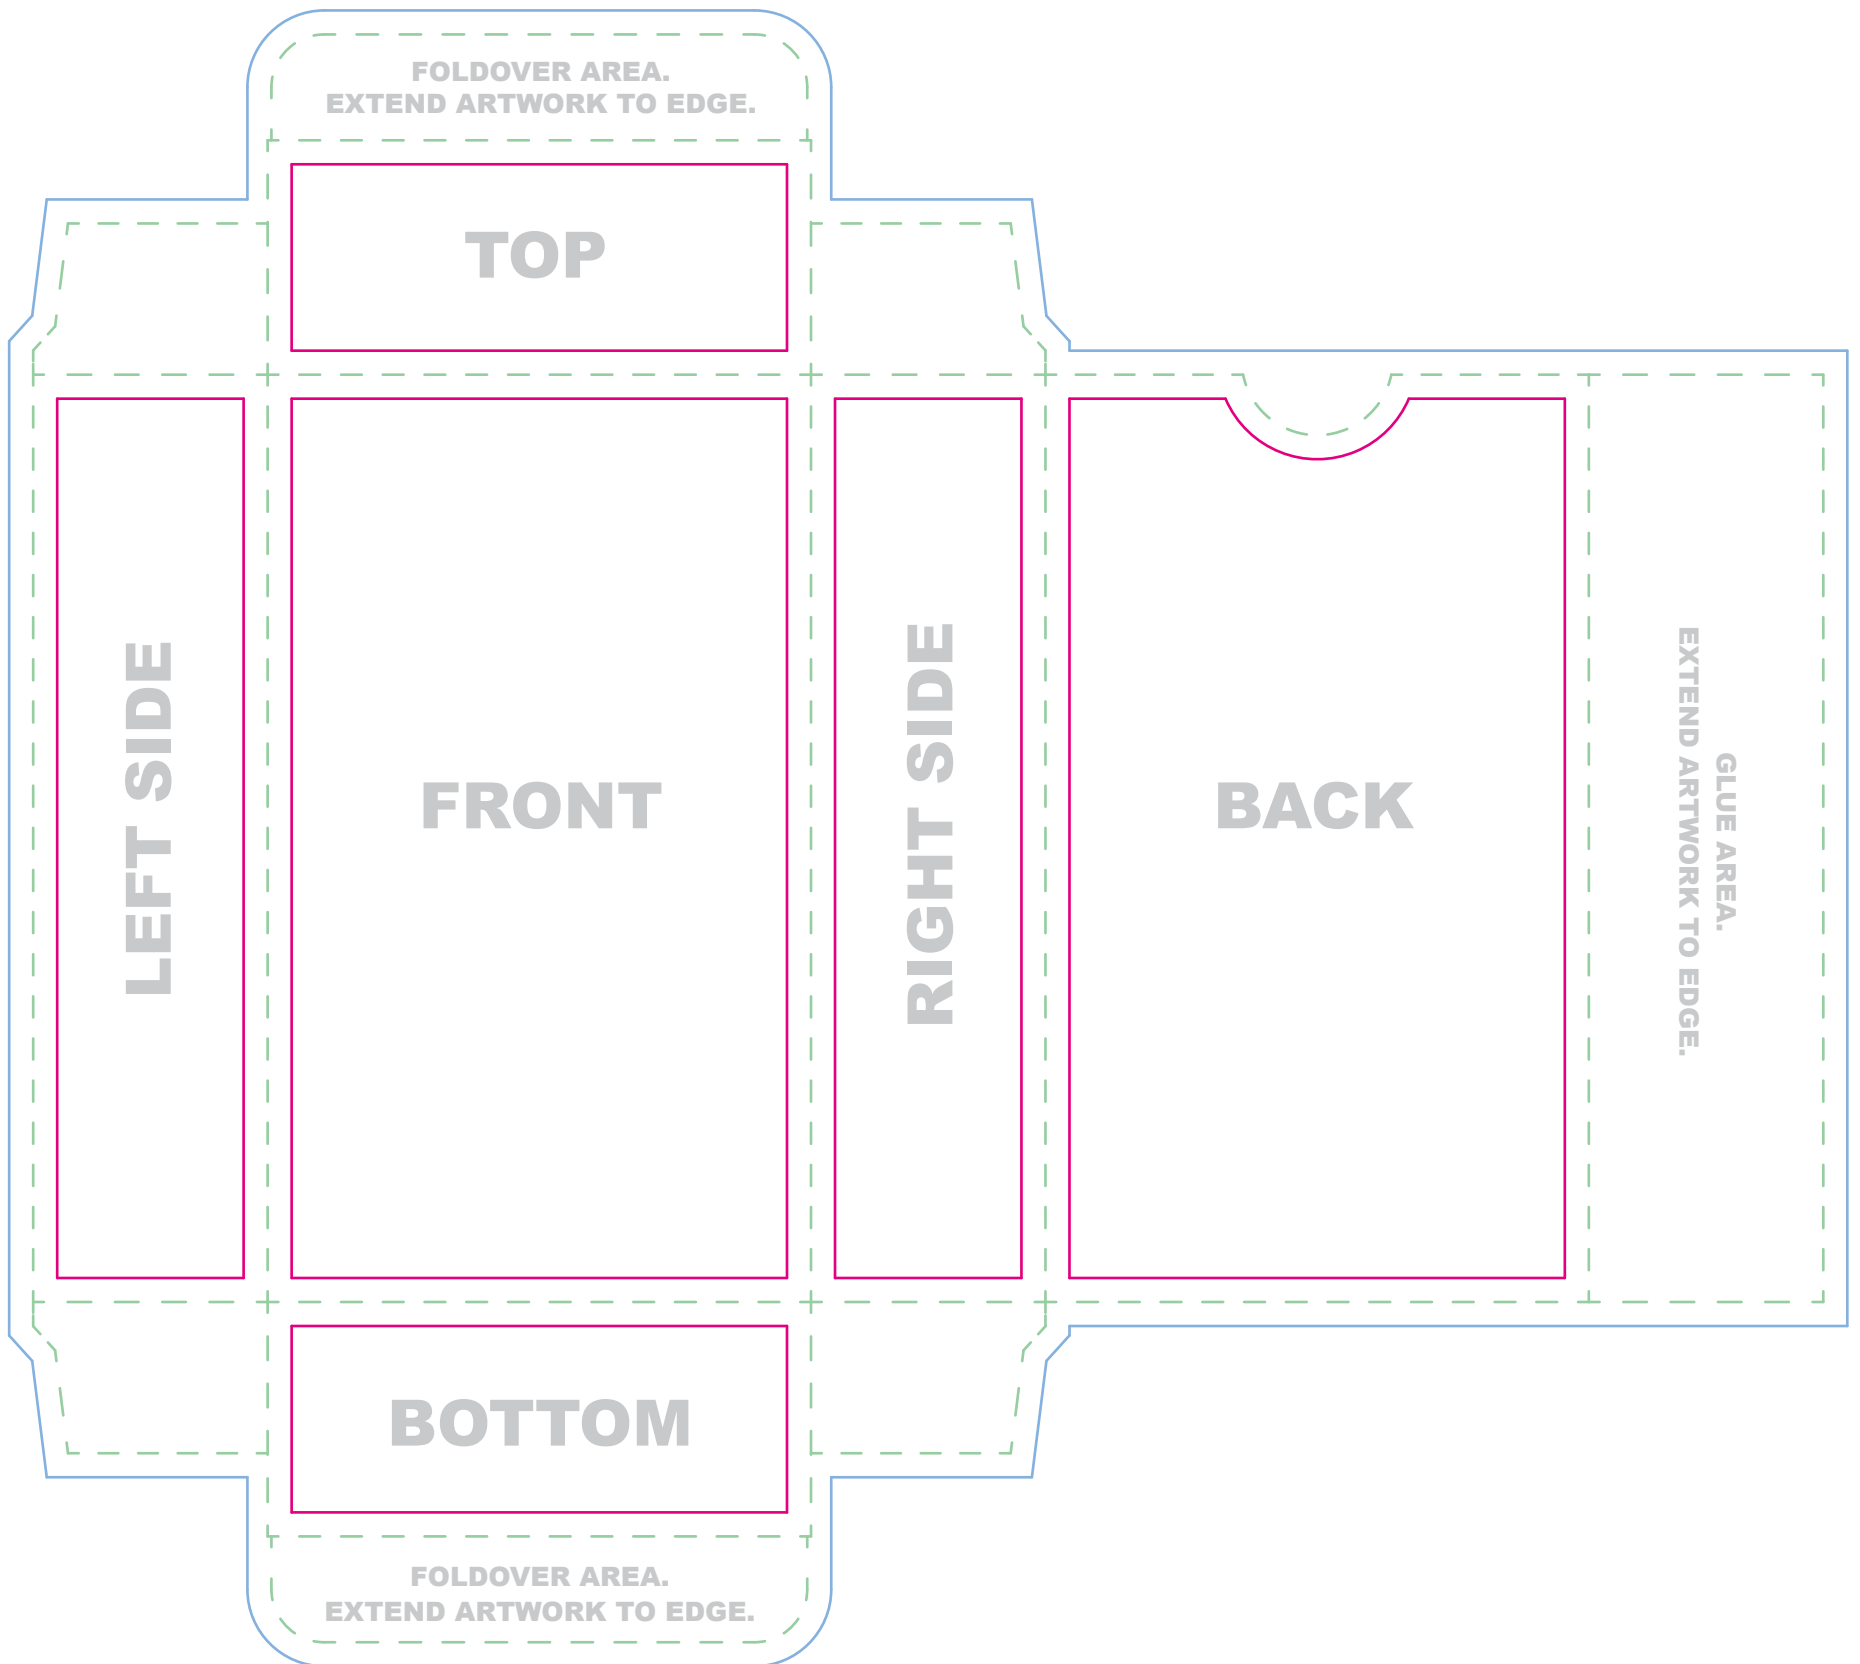 FOLDOVER AREA.
EXTEND ARTWORK TO EDGE.
TOP
LEFT SIDE
FRONT
RIGHT SIDE
BACK
GLUE AREA.
EXTEND ARTWORK TO EDGE.
BOTTOM
FOLDOVER AREA.
EXTEND ARTWORK TO EDGE.